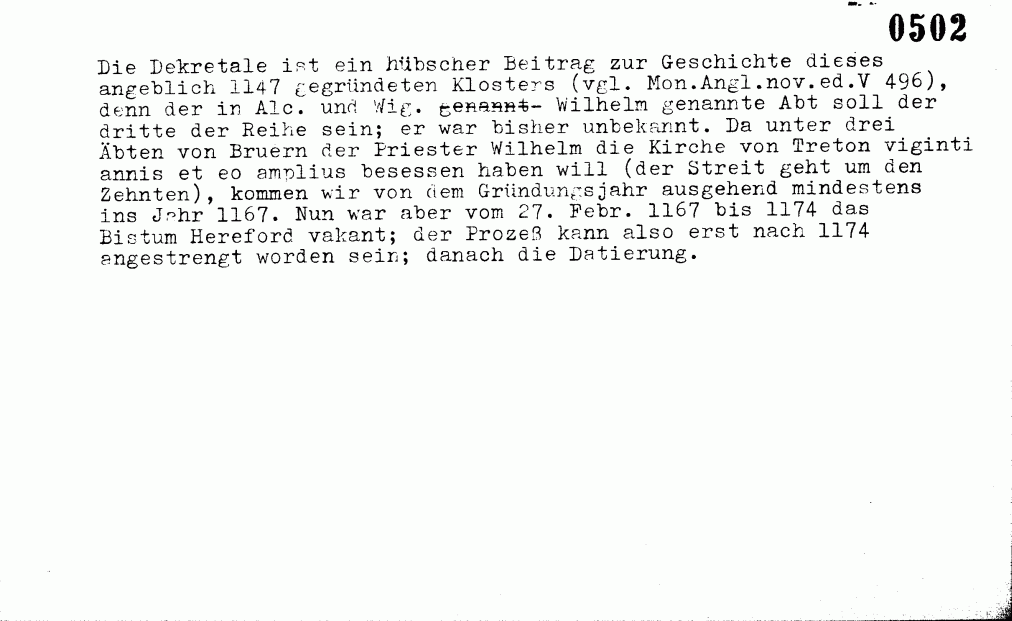 0502
Die Dekretale ist ein hübscher Beitrag zur Geschichte dieses
angeblich 1147 gegründeten Klosters (vgl. Mon.Angl.nov.ed.V 496),
denn der in Alc. und Wig. genannt- Wilhelm genannte Abt soll der
dritte der Reihe sein; er war bisher unbekannt. Da unter drei
Äbten von Bruern der Priester Wilhelm die Kirche von Treton viginti
annis et eo amplius besessen haben will (der Streit geht um den
Zehnten), kommen wir von dem Gründungsjahr ausgehend mindestens
ins Jahr 1167. Nun war aber vom 27. Febr. 1167 bis 1174 das
Bistum Hereford vakant; der Prozeß kann also erst nach 1174
angestrengt worden sein; danach die Datierung.